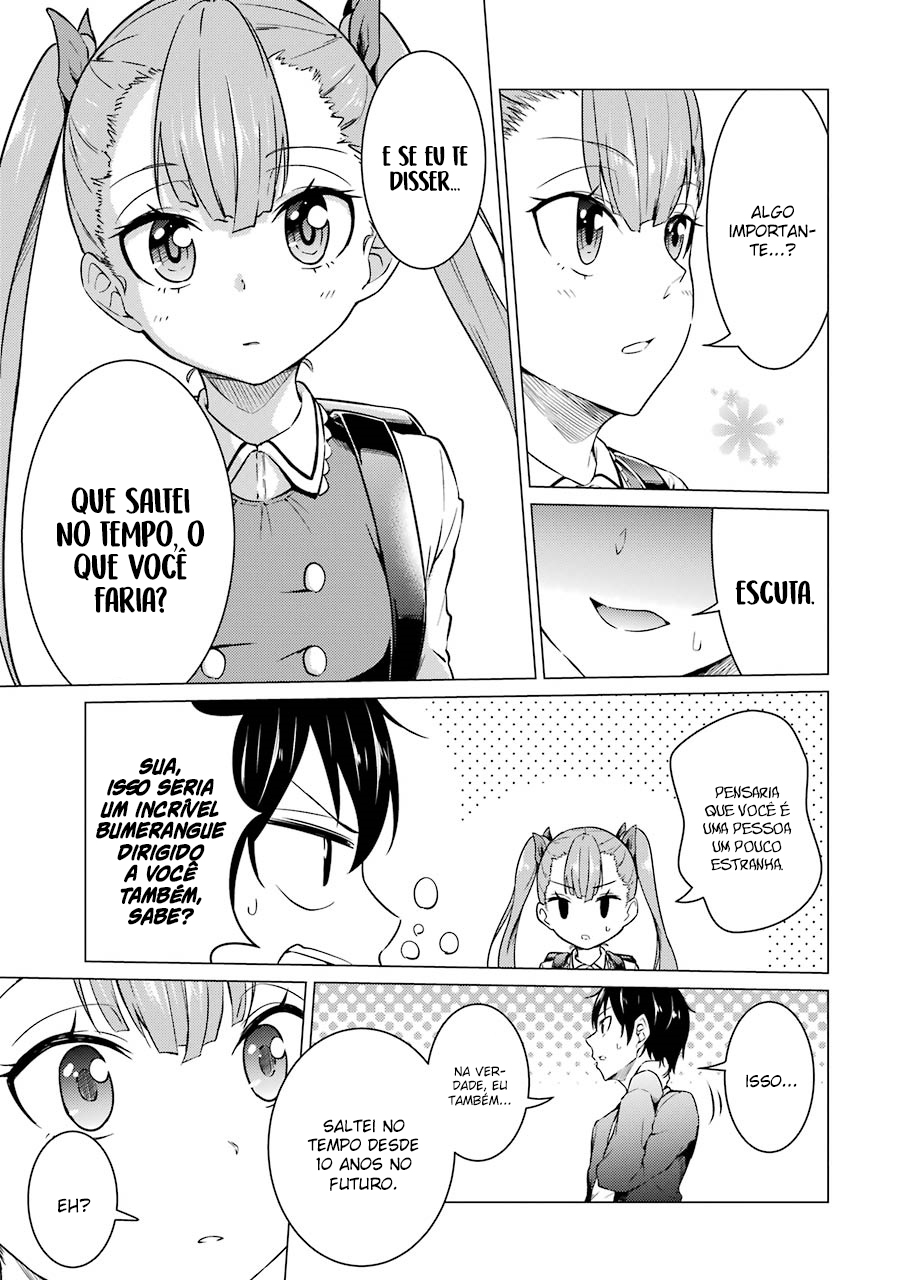 ALGO
IMPORTAN-
TE...?
ESCUTA.
E SE EU TE
DISSER...
QUE SALTEI
NO TEMPO, O
QUE VOCÊ
FARIA?
PENSARIA
QUE VOCÊ É
UMA PESSOA
UM POUCO
ESTRANHA.
SUA,
ISSO SERIA
UM INCRÍVEL
BUMERANGUE
DIRIGIDO
A VOCÊ
TAMBÉM,
SABE?
ISSO...
NA VER-
DADE, EU
TAMBÉM...
SALTEI NO
TEMPO DESDE
10 ANOS NO
FUTURO.
EH?